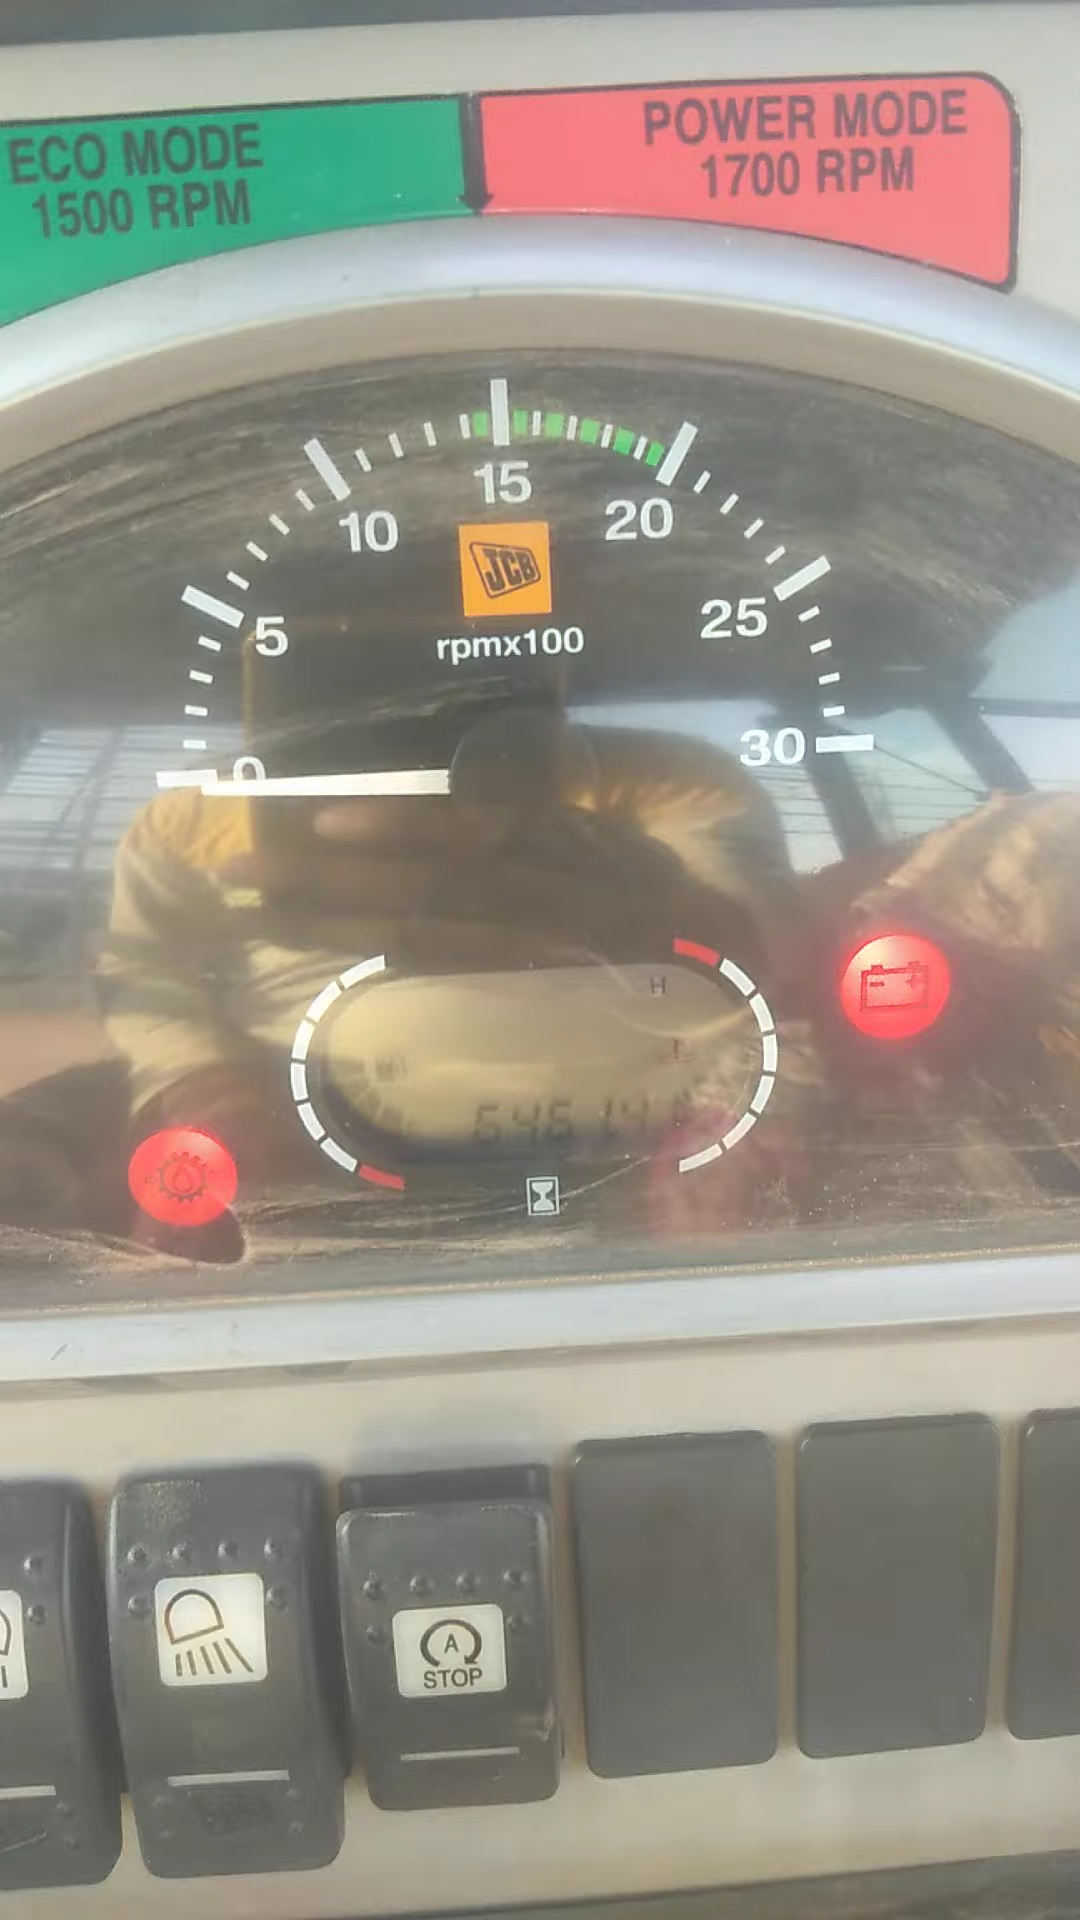 ECO MODE
1500 RPM
POWER MODE
1700 RPM
0
5
10
15
20
25
30
JCB
rpmx100
H
A
STOP